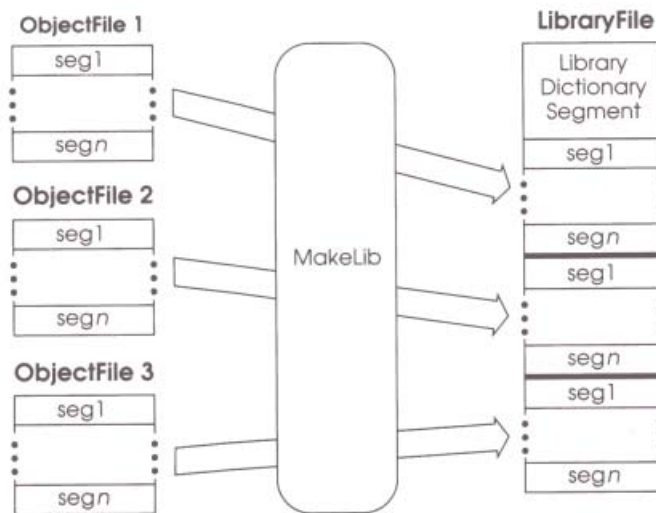 ObjectFile 1
seg1
segn
ObjectFile 2
seg1
segn
ObjectFile 3
seg1
segn
MakeLib
LibraryFile
Library
Dictionary
Segment
seg1
segn
seg1
segn
seg1
segn